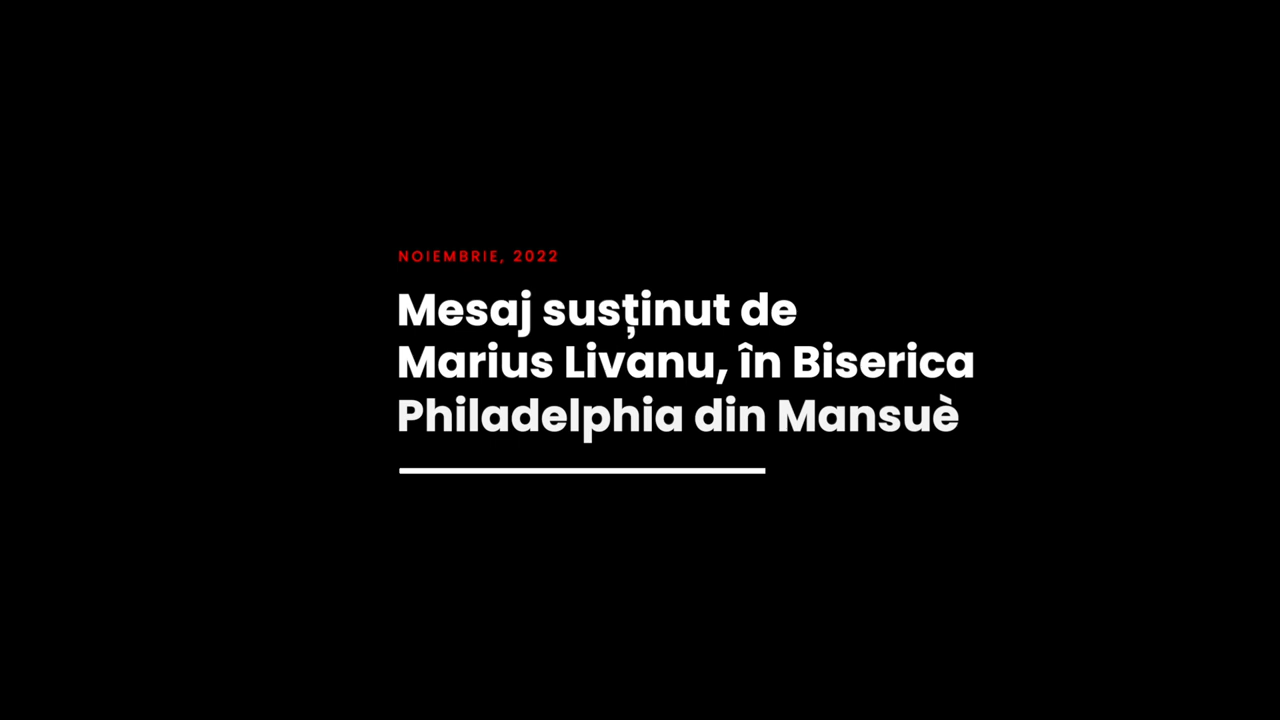 NOIEMBRIE, 2022
Mesaj susținut de
Marius Livanu, în Biserica
Philadelphia din Mansuè